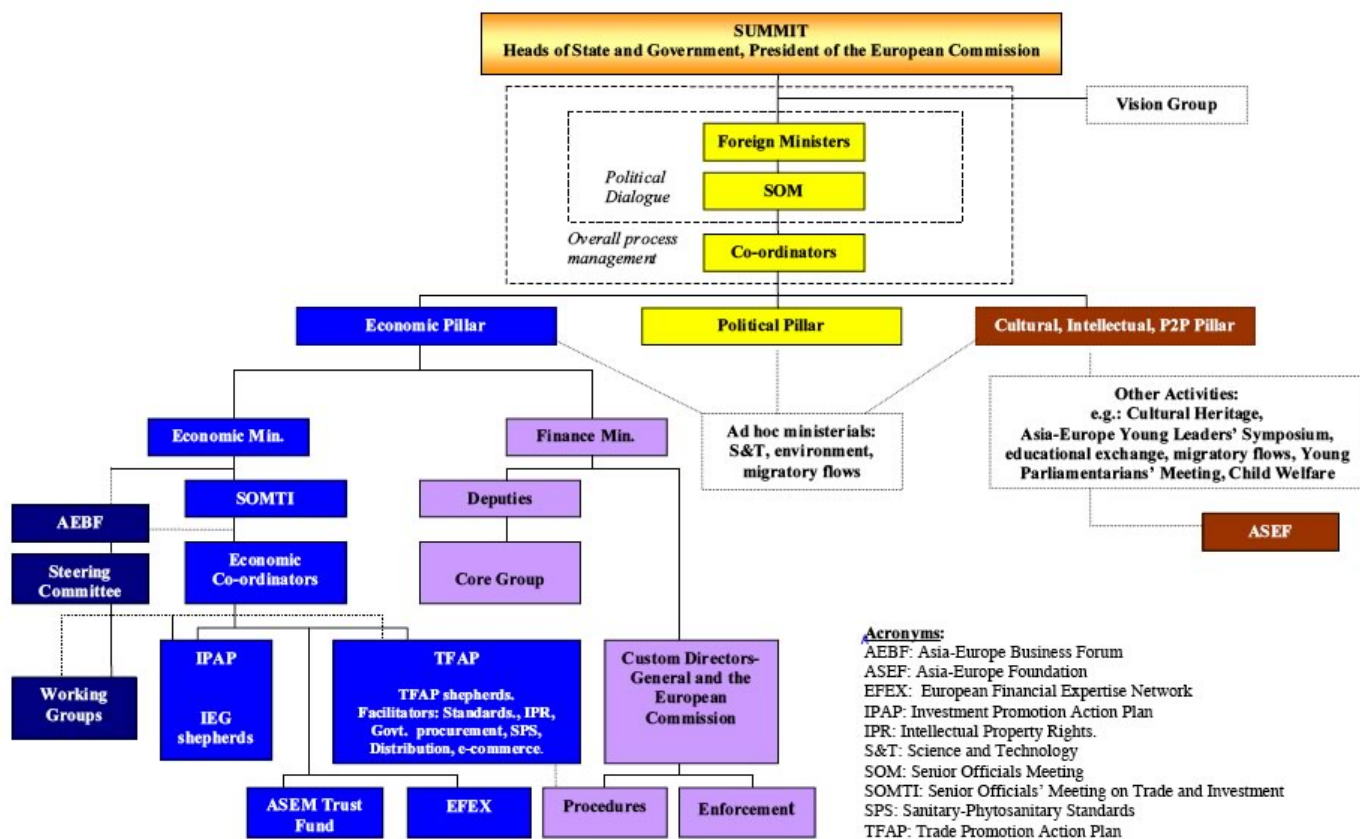 SUMMIT
Heads of State and Government, President of the European Commission
Vision Group
Foreign Ministers
Political
Dialogue
SOM
Overall process
management
Co-ordinators
Economic Pillar
Political Pillar
Cultural, Intellectual, P2P Pillar
Economic Min.
Finance Min.
Ad hoc ministerials:
S&T, environment,
migratory flows
Other Activities:
e.g.: Cultural Heritage,
Asia-Europe Young Leaders' Symposium,
educational exchange, migratory flows, Young
Parliamentarians' Meeting, Child Welfare
SOMTI
Deputies
AEBF
ASEF
Steering
Committee
Economic
Co-ordinators
Core Group
Working
Groups
IPAP
IEG
shepherds
TFAP
TFAP shepherds.
Facilitators: Standards., IPR,
Govt. procurement, SPS,
Distribution, e-commerce.
Custom Directors-
General and the
European
Commission
ASEM Trust
Fund
EFEX
Procedures
Enforcement
Acronyms:
AEBF: Asia-Europe Business Forum
ASEF: Asia-Europe Foundation
EFEX: European Financial Expertise Network
IPAP: Investment Promotion Action Plan
IPR: Intellectual Property Rights.
S&T: Science and Technology
SOM: Senior Officials Meeting
SOMTI: Senior Officials' Meeting on Trade and Investment
SPS: Sanitary-Phytosanitary Standards
TFAP: Trade Promotion Action Plan